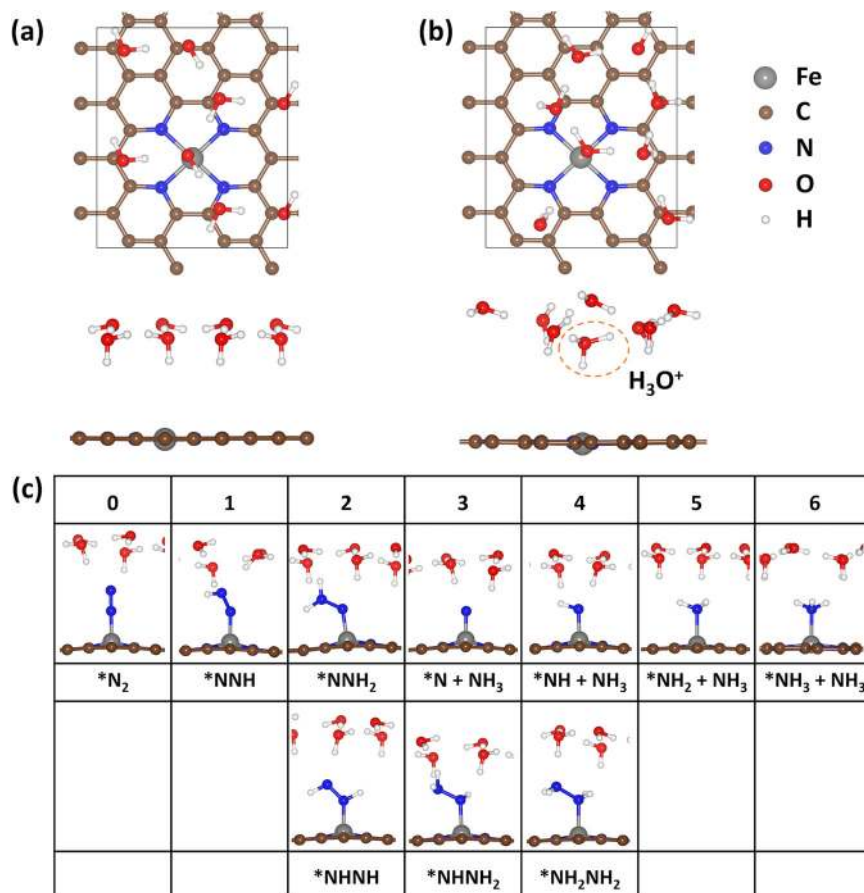 (a)
(b)
Fe
C
N
O
H
H₃O⁺
(c)
0 1 2 3 4 5 6
*N₂ *NNH *NNH₂ *N + NH₃ *NH + NH₃ *NH₂ + NH₃ *NH₃ + NH₃
*NHNH *NHNH₂ *NH₂NH₂